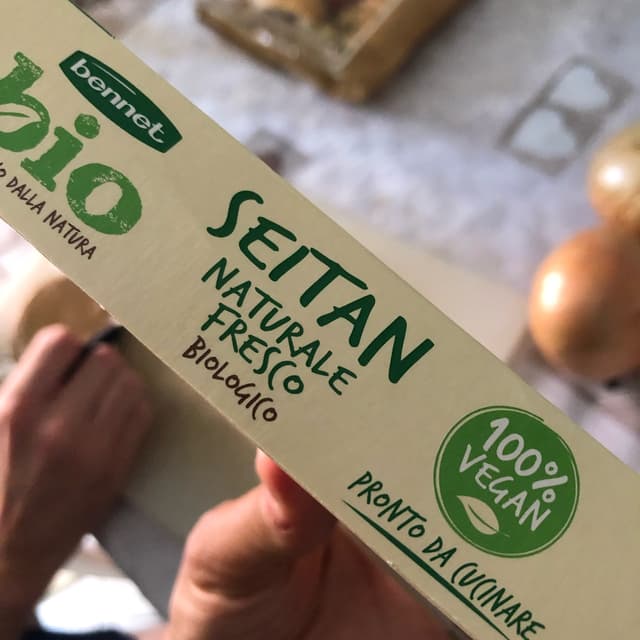 bennet
bio
DALLA NATURA
SEITAN
NATURALE
FRESCO
BIOLOGICO
100%
VEGAN
PRONTO DA CUCINARE